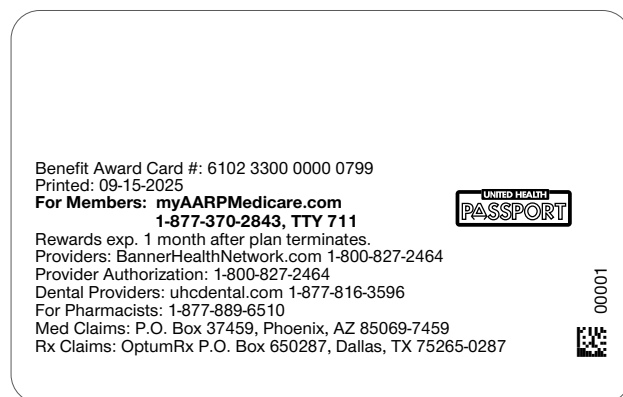 Benefit Award Card #: 6102 3300 0000 0799
Printed: 09-15-2025
For Members: myAARPMedicare.com
1-877-370-2843, TTY 711
UNITED HEALTH
PASSPORT
Rewards exp. 1 month after plan terminates.
Providers: BannerHealthNetwork.com 1-800-827-2464
Provider Authorization: 1-800-827-2464
Dental Providers: uhcdental.com 1-877-816-3596
For Pharmacists: 1-877-889-6510
Med Claims: P.O. Box 37459, Phoenix, AZ 85069-7459
Rx Claims: OptumRx P.O. Box 650287, Dallas, TX 75265-0287
00001